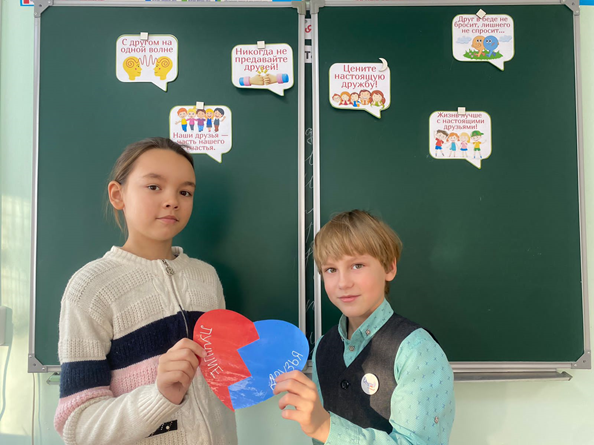 С другом на
одной волне
Никогда не
предавайте
друзей!
Цените
настоящую
дружбу!
Друг в беде не
бросит, лишнего
не спросит...
Наши друзья —
часть нашего
счастья.
Жизнь лучше
с настоящими
друзьями!
ЛУЧШИЕ
ДРУЗЬЯ